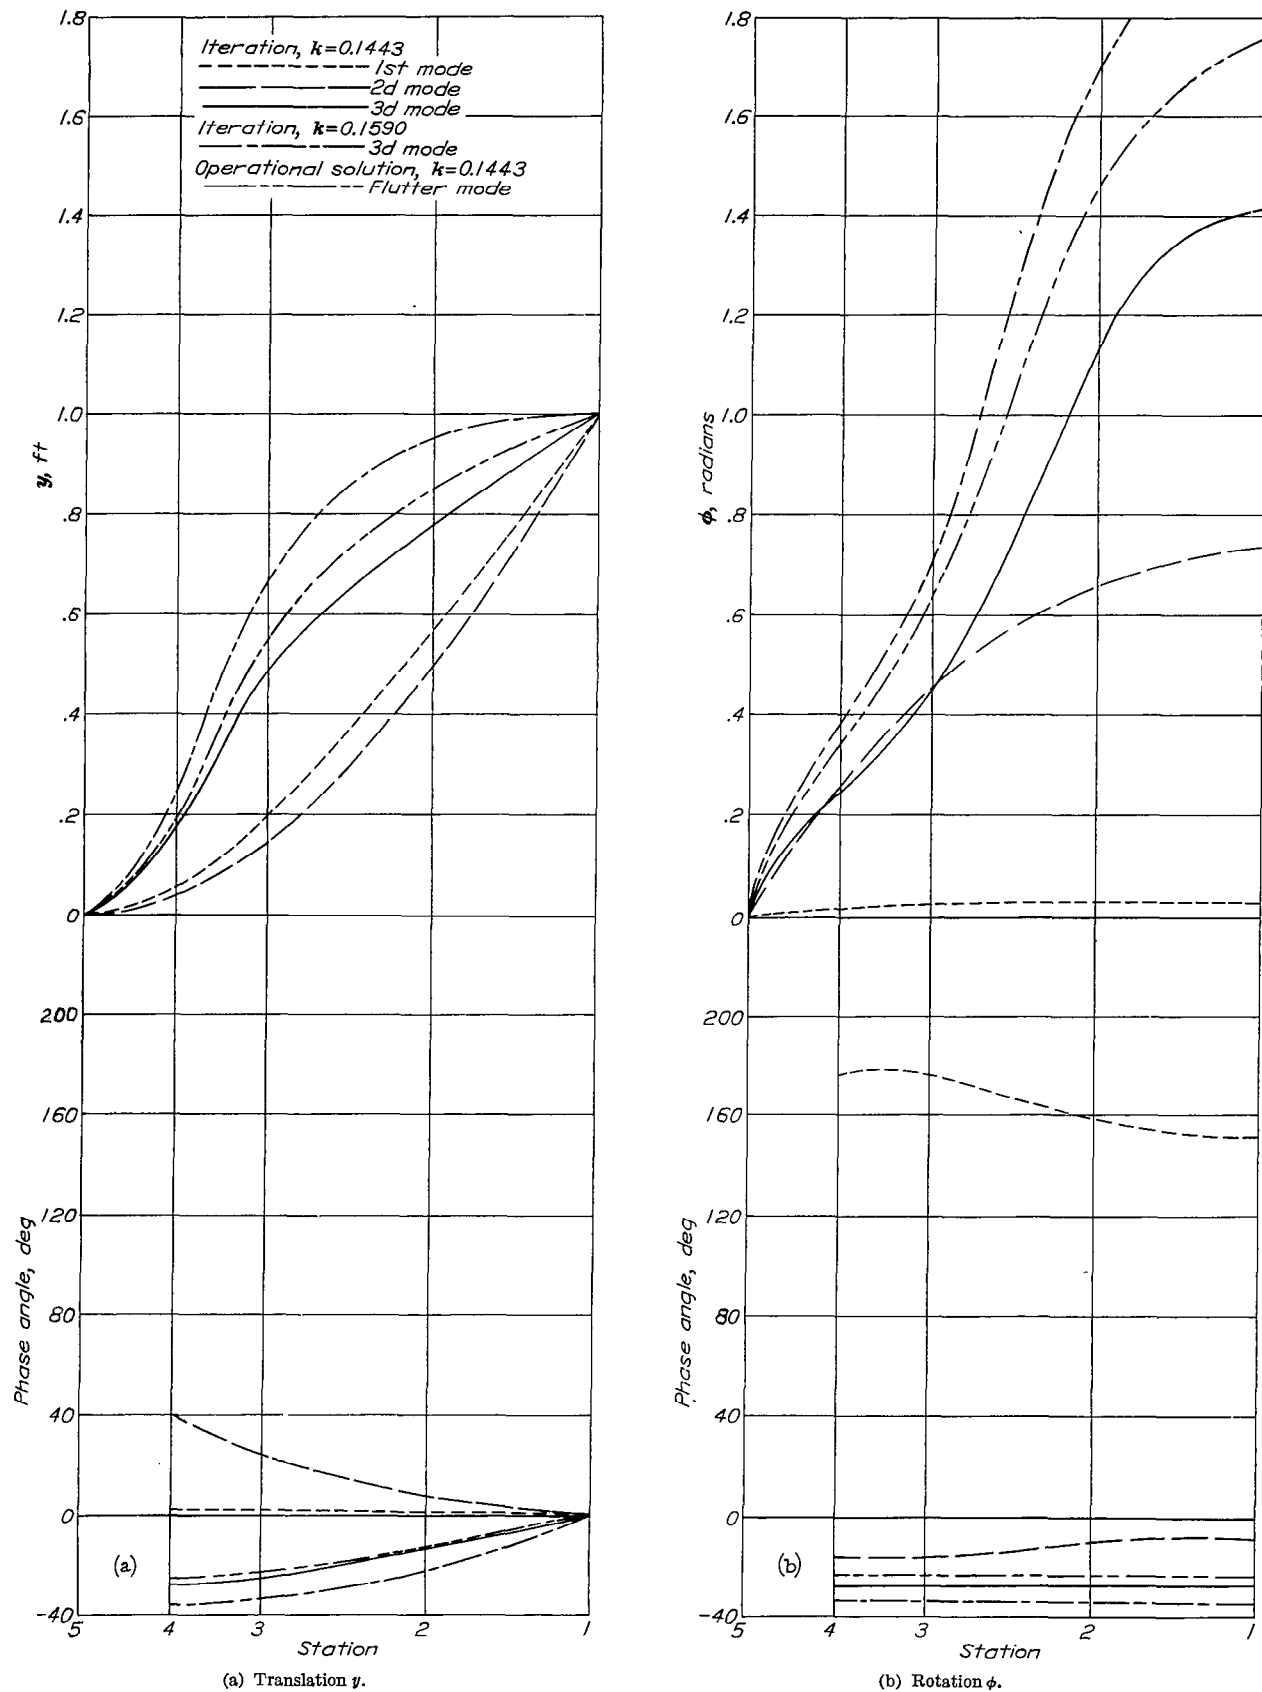 1.8
1.6
1.4
1.2
1.0
.8
.6
.4
.2
0
200
160
120
80
40
0
-40
y, ft
Phase angle, deg
Iteration, k=0.1443
1st mode
2d mode
3d mode
Iteration, k=0.1590
3d mode
Operational solution, k=0.1443
Flutter mode
(a)
5 4 3 2 1
Station
(a) Translation y.
1.8
1.6
1.4
1.2
1.0
.8
.6
.4
.2
0
200
160
120
80
40
0
-40
ϕ, radians
Phase angle, deg
(b)
5 4 3 2 1
Station
(b) Rotation ϕ.